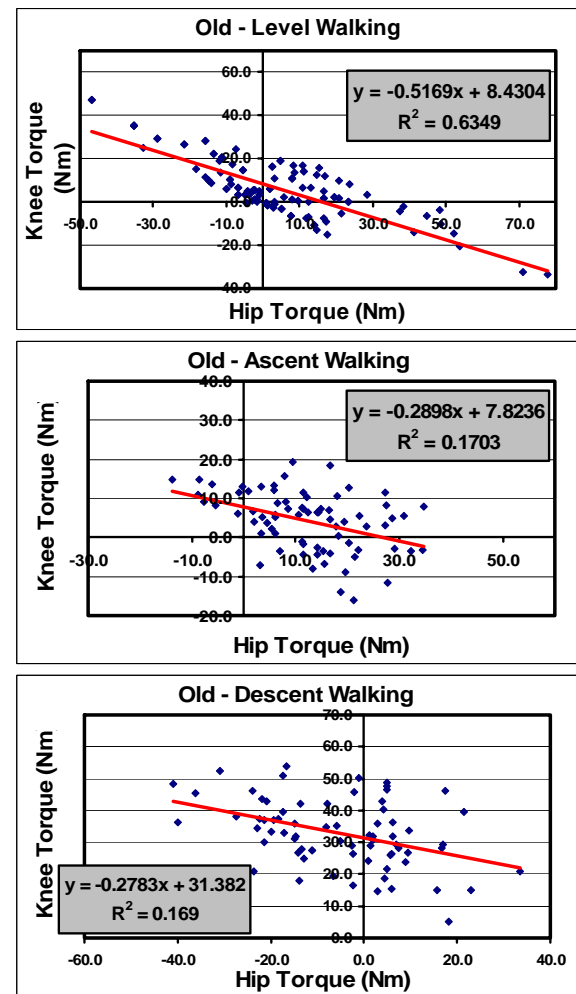 Old - Level Walking
60.0
y = -0.5169x + 8.4304
R² = 0.6349
40.0
20.0
0.0
-50.0 -30.0 -10.0 10.0 30.0 50.0 70.0
-20.0
-40.0
Knee Torque
(Nm)
Hip Torque (Nm)
Old - Ascent Walking
40.0
y = -0.2898x + 7.8236
R² = 0.1703
30.0
20.0
10.0
0.0
-30.0 -10.0 10.0 30.0 50.0
-10.0
-20.0
Knee Torque (Nm)
Hip Torque (Nm)
Old - Descent Walking
70.0
60.0
50.0
40.0
30.0
20.0
y = -0.2783x + 31.382
R² = 0.169
10.0
0.0
-60.0 -40.0 -20.0 0.0 20.0 40.0
Knee Torque (Nm)
Hip Torque (Nm)